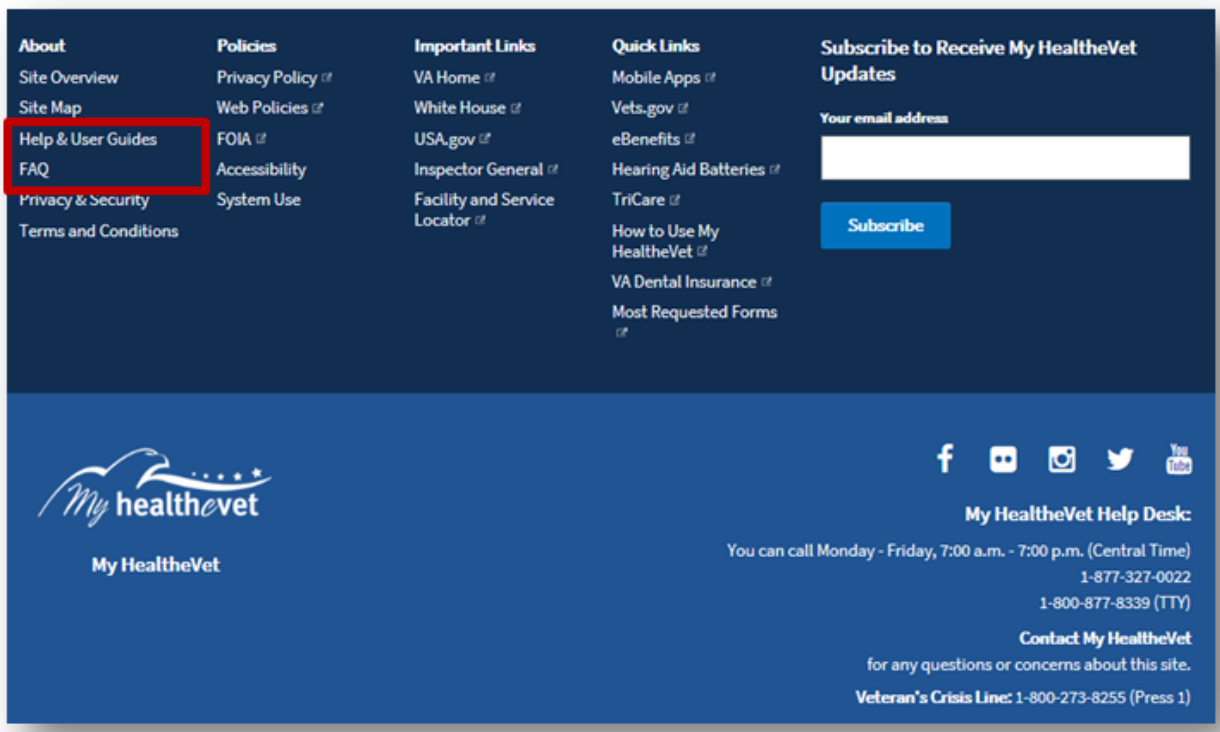 About
Site Overview
Site Map
Help & User Guides
FAQ
Privacy & Security
Terms and Conditions
Policies
Privacy Policy
Web Policies
FOIA
Accessibility
System Use
Important Links
VA Home
White House
USA.gov
Inspector General
Facility and Service
Locator
Quick Links
Mobile Apps
Vets.gov
eBenefits
Hearing Aid Batteries
TriCare
How to Use My
HealtheVet
VA Dental Insurance
Most Requested Forms
Subscribe to Receive My HealtheVet
Updates
Your email address
Subscribe
My healthevet
My HealtheVet
You
Tube
My HealtheVet Help Desk:
You can call Monday - Friday, 7:00 a.m. - 7:00 p.m. (Central Time)
1-877-327-0022
1-800-877-8339 (TTY)
Contact My HealtheVet
for any questions or concerns about this site.
Veteran's Crisis Line: 1-800-273-8255 (Press 1)